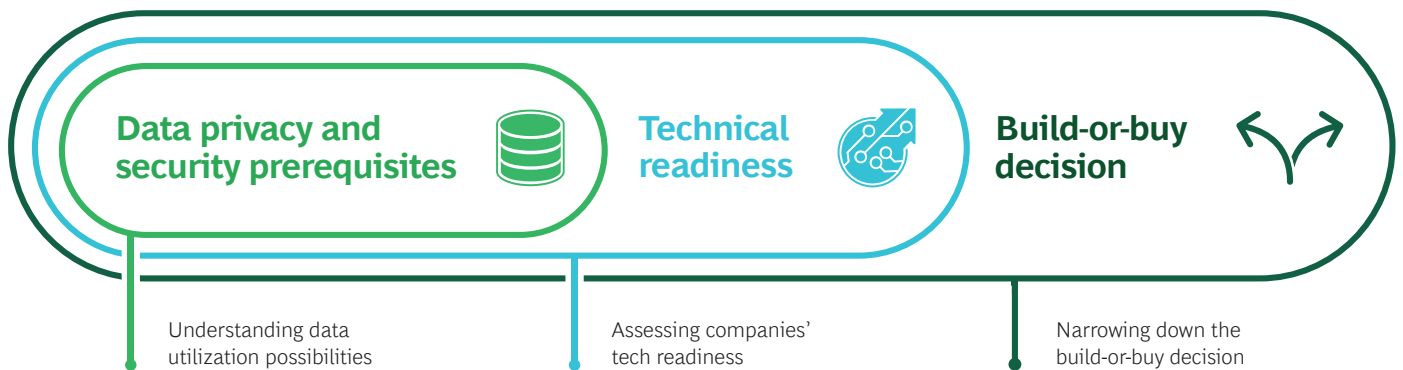 Data privacy and
security prerequisites
Technical
readiness
Build-or-buy
decision
Understanding data
utilization possibilities
Assessing companies’
tech readiness
Narrowing down the
build-or-buy decision